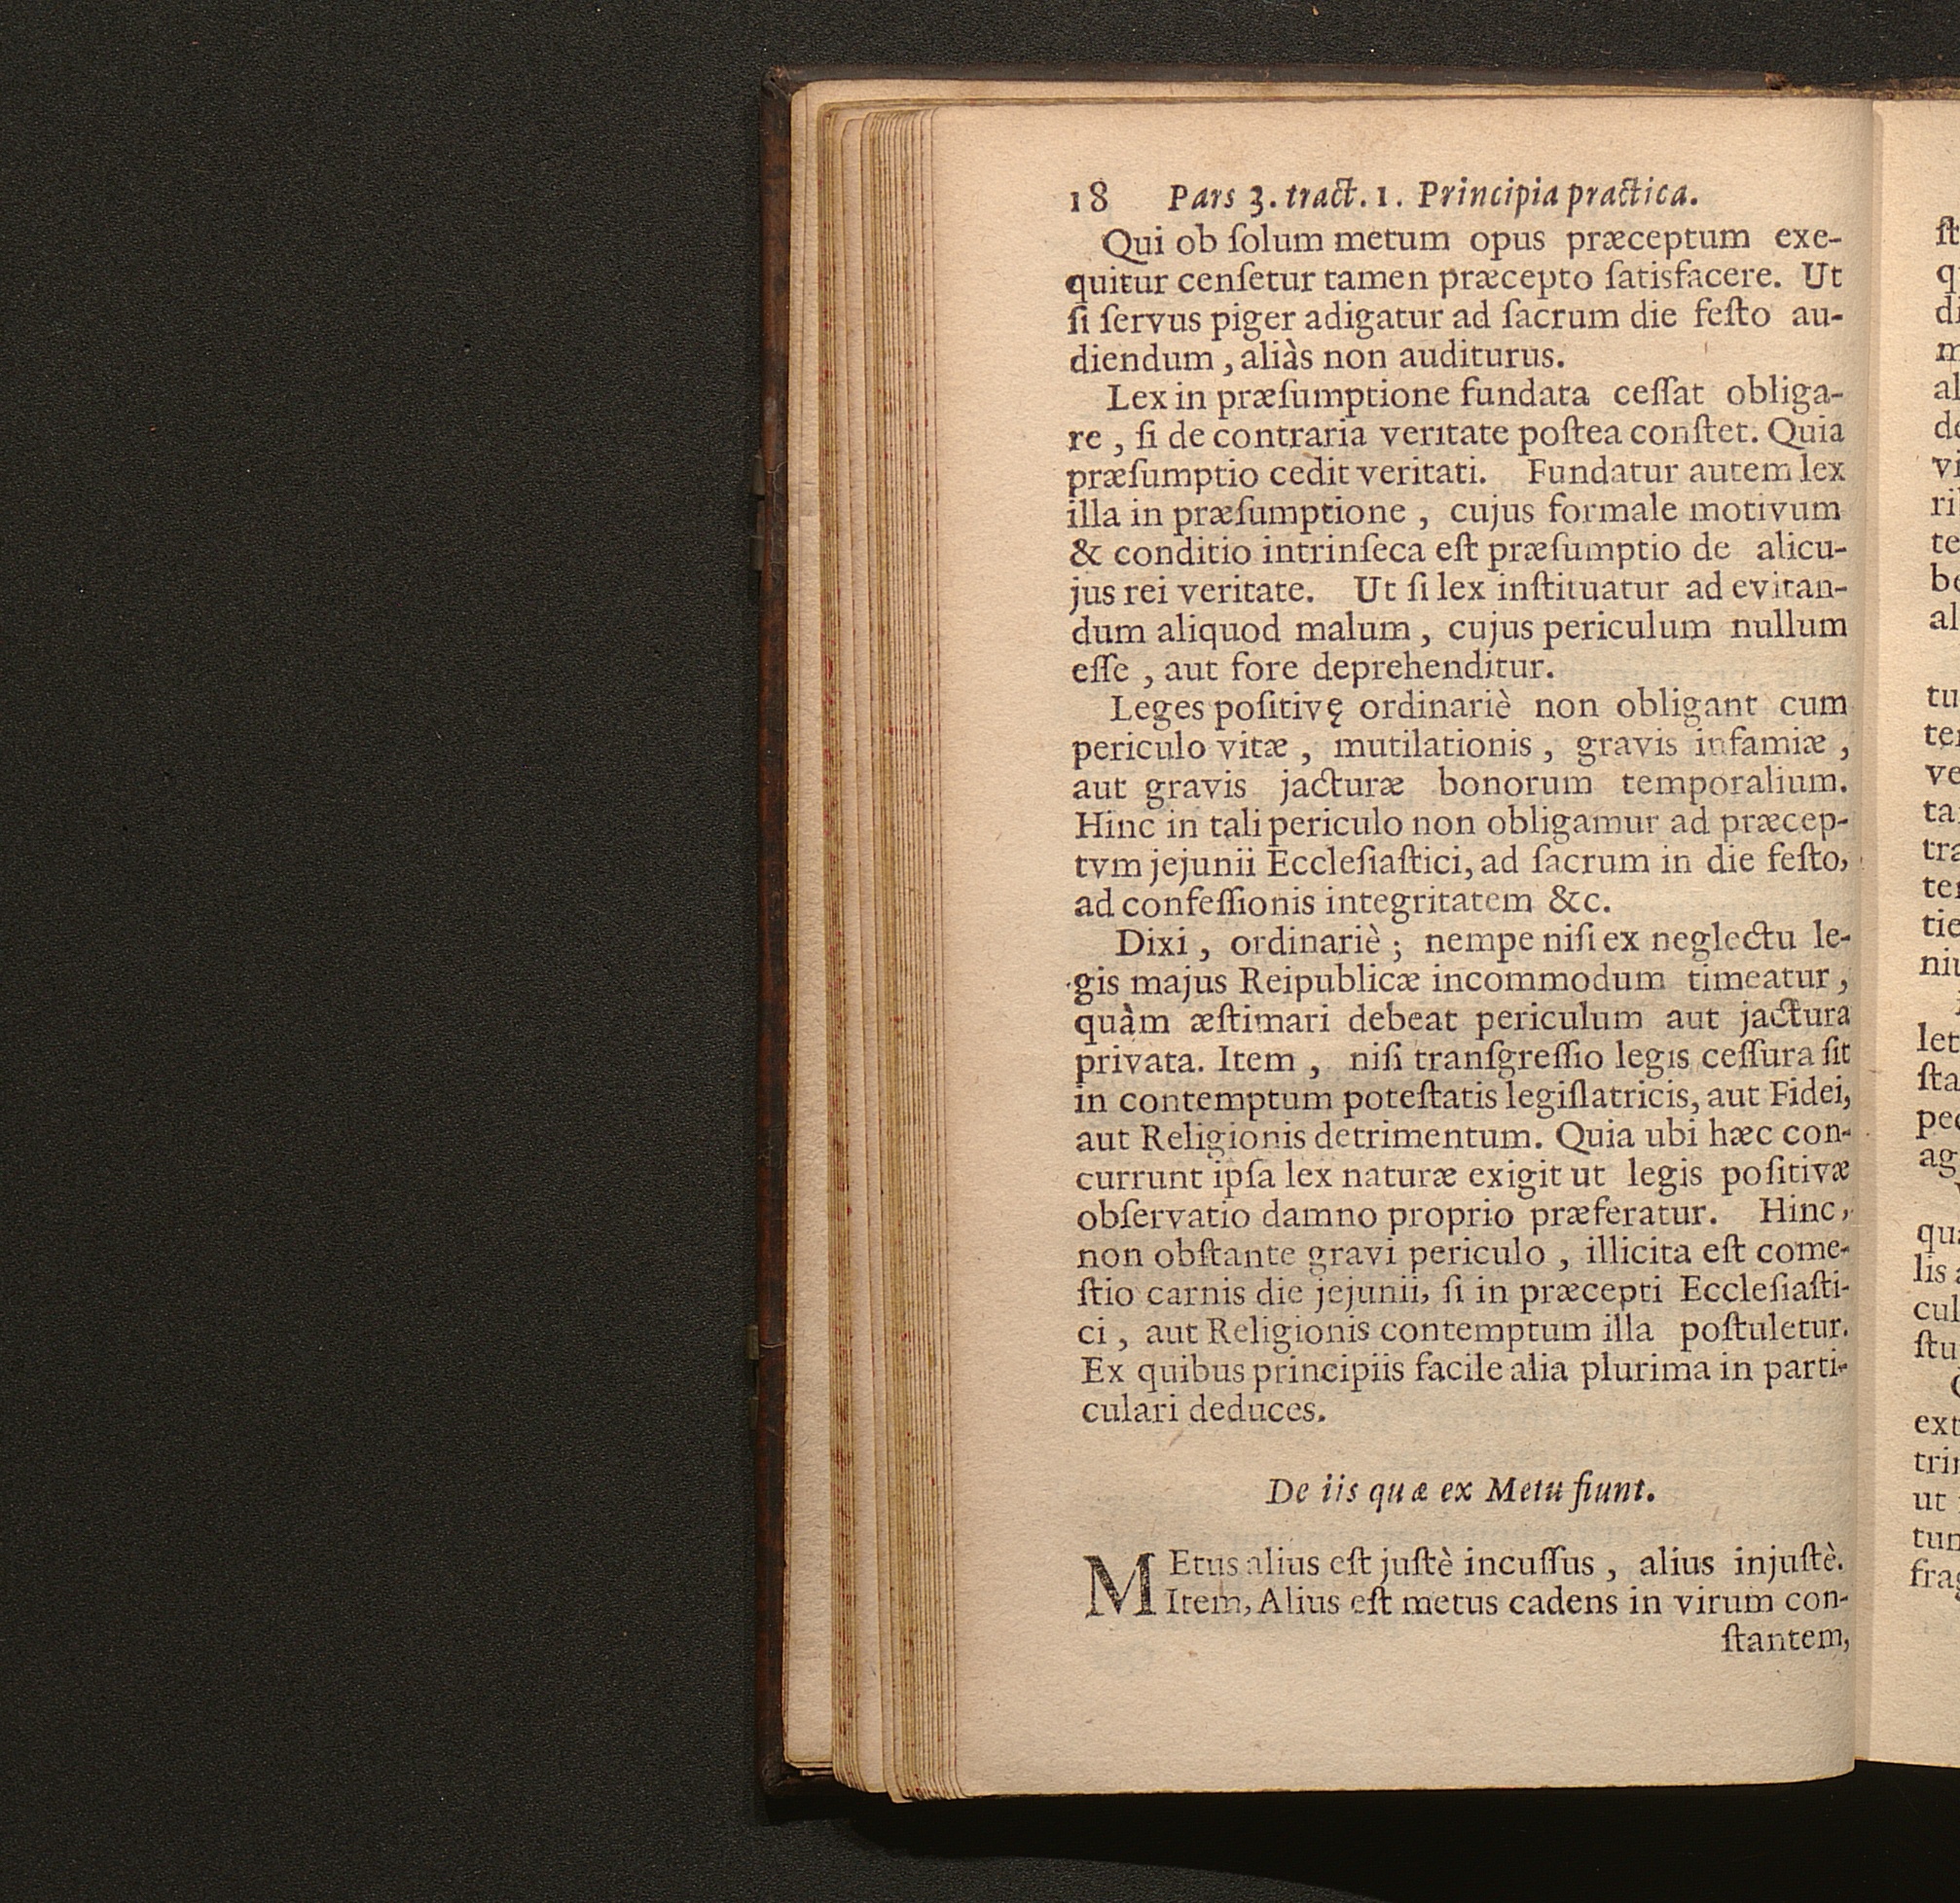 18 Pars 3. tract. 1. Principia practica.
Qui ob ſolum metum opus præceptum exe-
quitur cenſetur tamen præcepto ſatisfacere. Ut
ſi ſervus piger adigatur ad ſacrum die feſto au-
diendum, aliàs non auditurus.
Lex in præſumptione fundata ceſſat obliga-
re, ſi de contraria veritate poſtea conſtet. Quia
præſumptio cedit veritati. Fundatur autem lex
illa in præſumptione, cujus formale motivum
& conditio intrinſeca eſt præſumptio de alicu-
jus rei veritate. Ut ſi lex inſtituatur ad evitan-
dum aliquod malum, cujus periculum nullum
eſſe, aut fore deprehenditur.
Leges poſitivę ordinariè non obligant cum
periculo vitæ, mutilationis, gravis infamiæ,
aut gravis jacturæ bonorum temporalium.
Hinc in tali periculo non obligamur ad præcep-
tvm jejunii Eccleſiaſtici, ad ſacrum in die feſto,
ad confeſſionis integritatem &c.
Dixi, ordinariè; nempe niſi ex neglectu le-
gis majus Reipublicæ incommodum timeatur,
quàm æſtimari debeat periculum aut jactura
privata. Item, niſi tranſgreſſio legis ceſſura ſit
in contemptum poteſtatis legiſlatricis, aut Fidei,
aut Religionis detrimentum. Quia ubi hæc con-
currunt ipſa lex naturæ exigit ut legis poſitivæ
obſervatio damno proprio præferatur. Hinc,
non obſtante gravi periculo, illicita eſt come-
ſtio carnis die jejunii, ſi in præcepti Eccleſiaſti-
ci, aut Religionis contemptum illa poſtuletur.
Ex quibus principiis facile alia plurima in parti-
culari deduces.
De iis quæ ex Metu fiunt.
MEtus alius eſt juſtè incuſſus, alius injuſtè.
Item, Alius eſt metus cadens in virum con-
ſtantem,